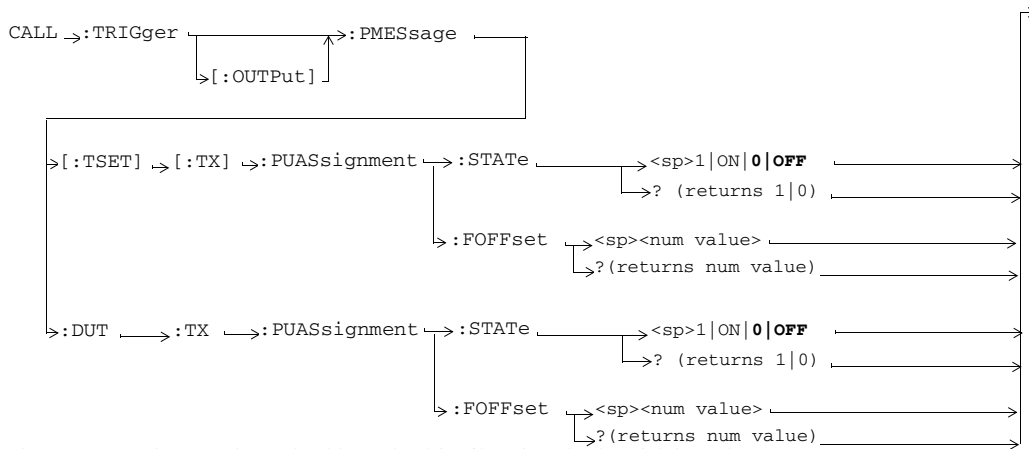 CALL :TRIGger :PMESsage
[:OUTPut]
[:TSET] [:TX] :PUASsignment :STATe <sp>1|ON|0|OFF
? (returns 1|0)
:FOFFset <sp><num value>
?(returns num value)
:DUT :TX :PUASsignment :STATe <sp>1|ON|0|OFF
? (returns 1|0)
:FOFFset <sp><num value>
?(returns num value)